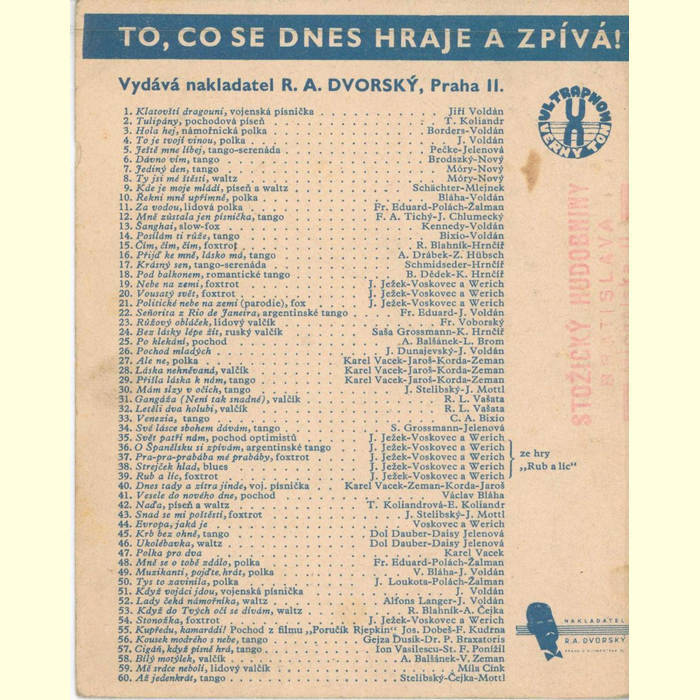 TO, CO SE DNES HRAJE A ZPÍVÁ!
Vydává nakladatel R. A. DVORSKÝ, Praha II.
ULTRAPHON
VĚRNÝ TÓN
1. Klatovští dragouni, vojenská písnička Jiří Voldán
2. Tulipány, pochodová píseň T. Koliandr
3. Hola hej, námořnická polka Borders-Voldán
4. To je tvojí vinou, polka J. Voldán
5. Ještě mne líbej, tango-serenáda Pečke-Jelenová
6. Dávno vím, tango Brodszký-Nový
7. Jediný den, tango Móry-Nový
8. Ty jsi mé štěstí, waltz Móry-Nový
9. Kde je moje mládí, píseň a waltz Schächter-Mlejnek
10. Řekni mně upřímně, polka Bláha-Voldán
11. Za vodou, lidová polka Fr. Eduard-Polách-Žalman
12. Mně zůstala jen písnička, tango F. A. Tichý-J. Chlumecký
13. Šanghai, slow-fox Kennedy-Voldán
14. Posílám ti růže, tango Bixio-Voldán
15. Čim, čim, čim, foxtrot R. Blahník-Hrnčíř
16. Přijď ke mně, lásko má, tango A. Drábek-Z. Hübsch
17. Krásný sen, tango-serenáda Schmidseder-Hrnčíř
18. Pod balkonem, romantické tango B. Dědek-K. Hrnčíř
19. Nebe na zemi, foxtrot J. Ježek-Voskovec a Werich
20. Vousatý svět, foxtrot J. Ježek-Voskovec a Werich
21. Politické nebe na zemi (parodie), fox J. Ježek-Voskovec a Werich
22. Señorita z Rio de Janeira, argentinské tango Fr. Eduard-J. Voldán
23. Růžový obláček, lidový valčík Fr. Voborský
24. Bez lásky lépe žít, ruský valčík Saša Grossmann-K. Hrnčíř
25. Po klekání, pochod A. Balšánek-L. Brom
26. Pochod mladých J. Dunajevský-J. Voldán
27. Ale ne, polka Karel Vacek-Jaroš-Korda-Zeman
28. Láska nehněvaná, valčík Karel Vacek-Jaroš-Korda-Zeman
29. Přišla láska k nám, tango Karel Vacek-Jaroš-Korda-Zeman
30. Mám slzy v očích, tango J. Stelibský-J. Mottl
31. Gangáža (Není tak snadné), valčík R. L. Vašata
32. Letěli dva holubi, valčík R. L. Vašata
33. Venezia, tango C. A. Bixio
34. Své lásce sbohem dávám, tango S. Grossmann-Jelenová
35. Svět patří nám, pochod optimistů J. Ježek-Voskovec a Werich
36. O Španělsku si zpívám, argentinské tango J. Ježek-Voskovec a Werich
37. Pra-pra-prabába mé prabáby, foxtrot J. Ježek-Voskovec a Werich
38. Strejček hlad, blues J. Ježek-Voskovec a Werich
39. Rub a líc, foxtrot J. Ježek-Voskovec a Werich
ze hry
„Rub a líc“
40. Dnes tady a zítra jinde, voj. písnička Karel Vacek-Zeman-Korda-Jaroš
41. Vesele do nového dne, pochod Václav Bláha
42. Naďa, píseň a waltz T. Koliandrová-E. Koliandr
43. Snad se mi poštěstí, foxtrot J. Stelibský-J. Mottl
44. Evropa, jaká je Voskovec a Werich
45. Krb bez ohně, tango Dol Dauber-Daisy Jelenová
46. Ukolébavka, waltz Dol Dauber-Daisy Jelenová
47. Polka pro dva Karel Vacek
48. Mně se o tobě zdálo, polka Fr. Eduard-Polách-Žalman
49. Muzikanti, pojďte hrát, polka V. Bláha-J. Voldán
50. Tys to zavinila, polka J. Loukota-Polách-Žalman
51. Když vojáci jdou, vojenská písnička J. Voldán
52. Lady čeká námořníka, waltz Alfons Langer-J. Voldán
53. Když do Tvých očí se dívám, waltz R. Blahník-A. Čejka
54. Stonožka, foxtrot J. Ježek-Voskovec a Werich
55. Kupředu, kamarádi! Pochod z filmu „Poručík Rjepkin“ Jos. Dobeš-F. Kudrna
56. Kousek modrého s nebe, tango Gejza Dusík-Dr. P. Braxatoris
57. Cigáň, když písně hrá, tango Ion Vasilescu-St. F. Ponížil
58. Bílý motýlek, valčík A. Balšánek-V. Zeman
59. Mé srdce nebolí, lidový valčík Míla Cink
60. Až jedenkrát, tango Stelibský-Čejka-Mottl
STOŽICKÝ HUDOBNINY
BRATISLAVA
NAKLADATEL
R.A. DVORSKÝ